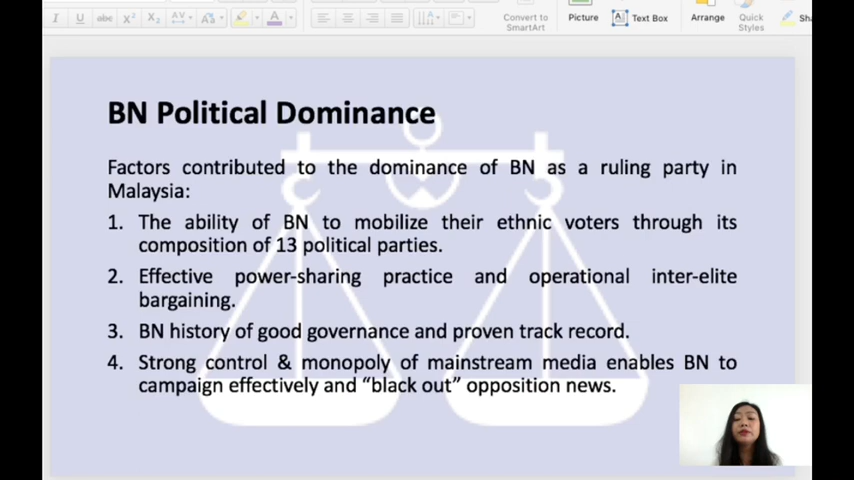 I U abc X² X₂ AV A A Convert to SmartArt Picture A Text Box Arrange Quick Styles
BN Political Dominance
Factors contributed to the dominance of BN as a ruling party in
Malaysia:
1. The ability of BN to mobilize their ethnic voters through its
composition of 13 political parties.
2. Effective power-sharing practice and operational inter-elite
bargaining.
3. BN history of good governance and proven track record.
4. Strong control & monopoly of mainstream media enables BN to
campaign effectively and “black out” opposition news.